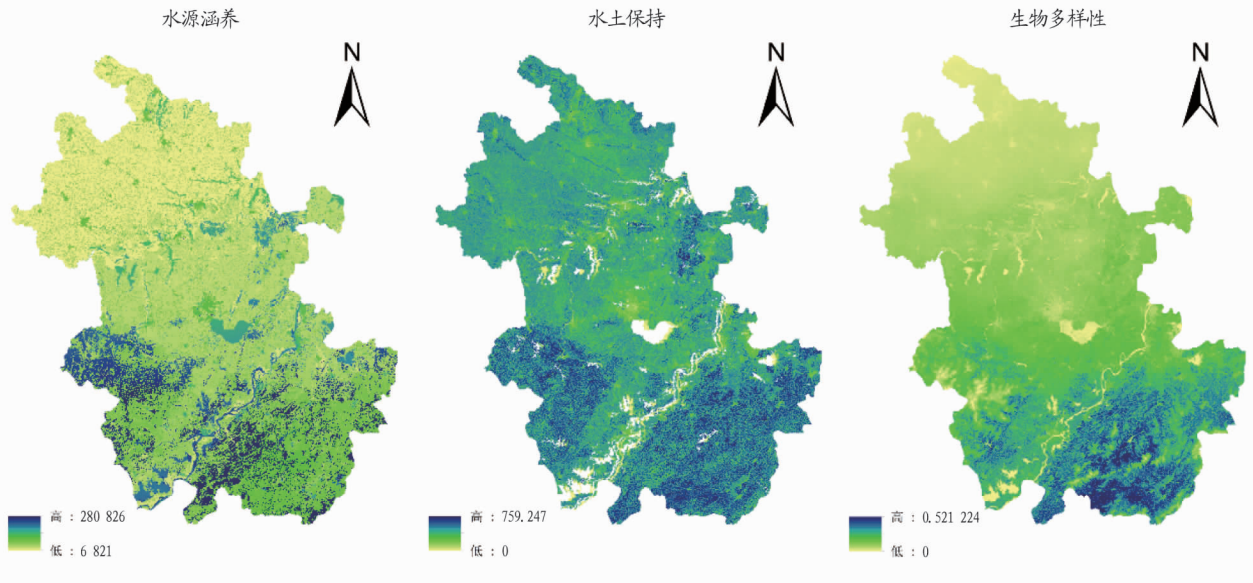 水源涵养
N
高：280 826
低：6 821
水土保持
N
高：759.247
低：0
生物多样性
N
高：0.521 224
低：0